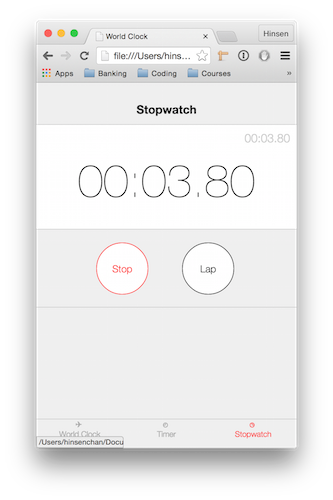 World Clock
Hinsen
file:///Users/hins…
Apps Banking Coding Courses »
Stopwatch
00:03.80
00:03.80
Stop Lap
World Clock Timer Stopwatch
/Users/hinsenchan/Docu